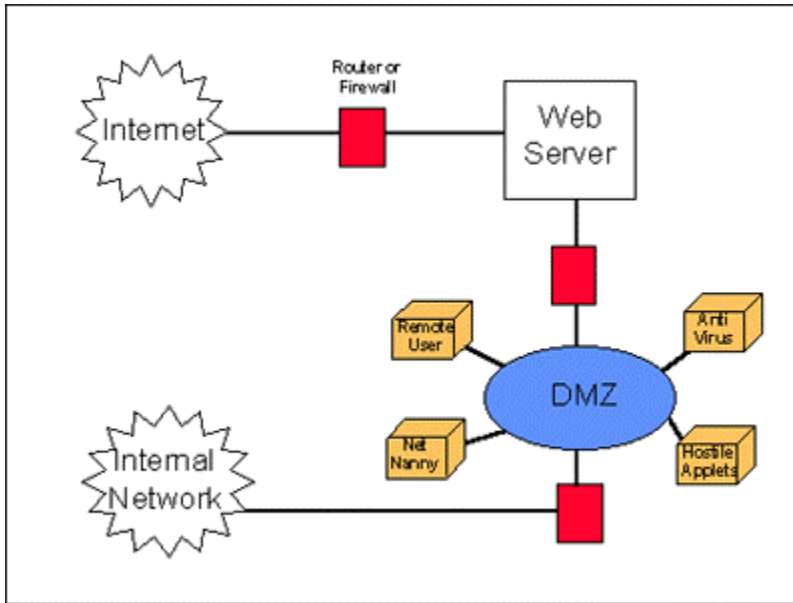 Router or
Firewall
Internet
Web
Server
Remote
User
Anti
Virus
DMZ
Net
Nanny
Hostile
Applets
Internal
Network